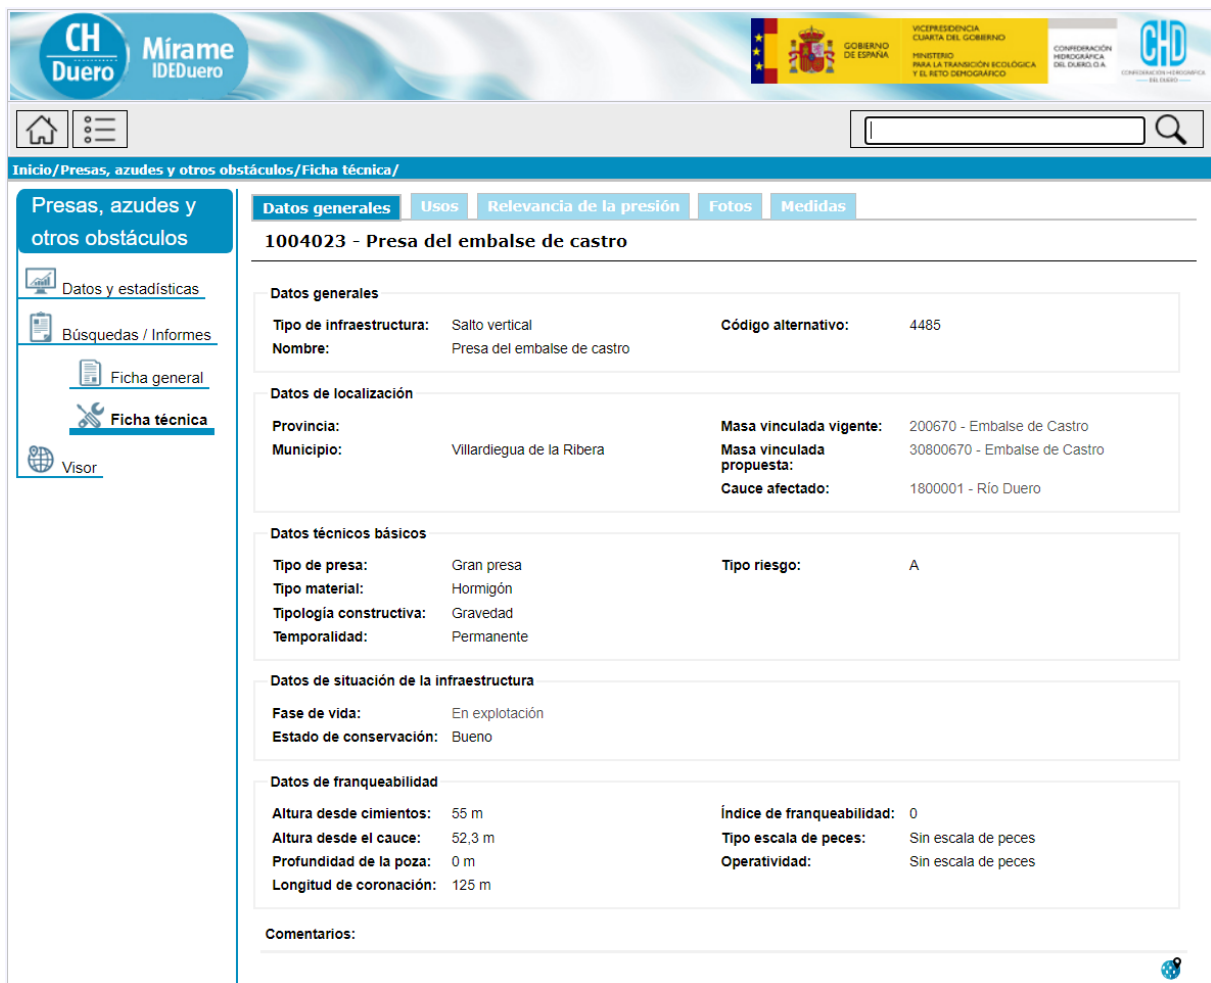 CH
Duero
Mírame
IDEDuero
GOBIERNO
DE ESPAÑA
VICEPRESIDENCIA
CUARTA DEL GOBIERNO
MINISTERIO
PARA LA TRANSICIÓN ECOLÓGICA
Y EL RETO DEMOGRÁFICO
CONFEDERACIÓN
HIDROGRÁFICA
DEL DUERO, O.A.
CHD
CONFEDERACIÓN HIDROGRÁFICA
DEL DUERO
Inicio/Presas, azudes y otros obstáculos/Ficha técnica/
Presas, azudes y
otros obstáculos
Datos y estadísticas
Búsquedas / Informes
Ficha general
Ficha técnica
Visor
Datos generales Usos Relevancia de la presión Fotos Medidas
1004023 - Presa del embalse de castro
Datos generales
Tipo de infraestructura: Salto vertical Código alternativo: 4485
Nombre: Presa del embalse de castro
Datos de localización
Provincia: Masa vinculada vigente: 200670 - Embalse de Castro
Municipio: Villardiegua de la Ribera Masa vinculada 30800670 - Embalse de Castro
propuesta:
Cauce afectado: 1800001 - Río Duero
Datos técnicos básicos
Tipo de presa: Gran presa Tipo riesgo: A
Tipo material: Hormigón
Tipología constructiva: Gravedad
Temporalidad: Permanente
Datos de situación de la infraestructura
Fase de vida: En explotación
Estado de conservación: Bueno
Datos de franqueabilidad
Altura desde cimientos: 55 m Índice de franqueabilidad: 0
Altura desde el cauce: 52,3 m Tipo escala de peces: Sin escala de peces
Profundidad de la poza: 0 m Operatividad: Sin escala de peces
Longitud de coronación: 125 m
Comentarios: